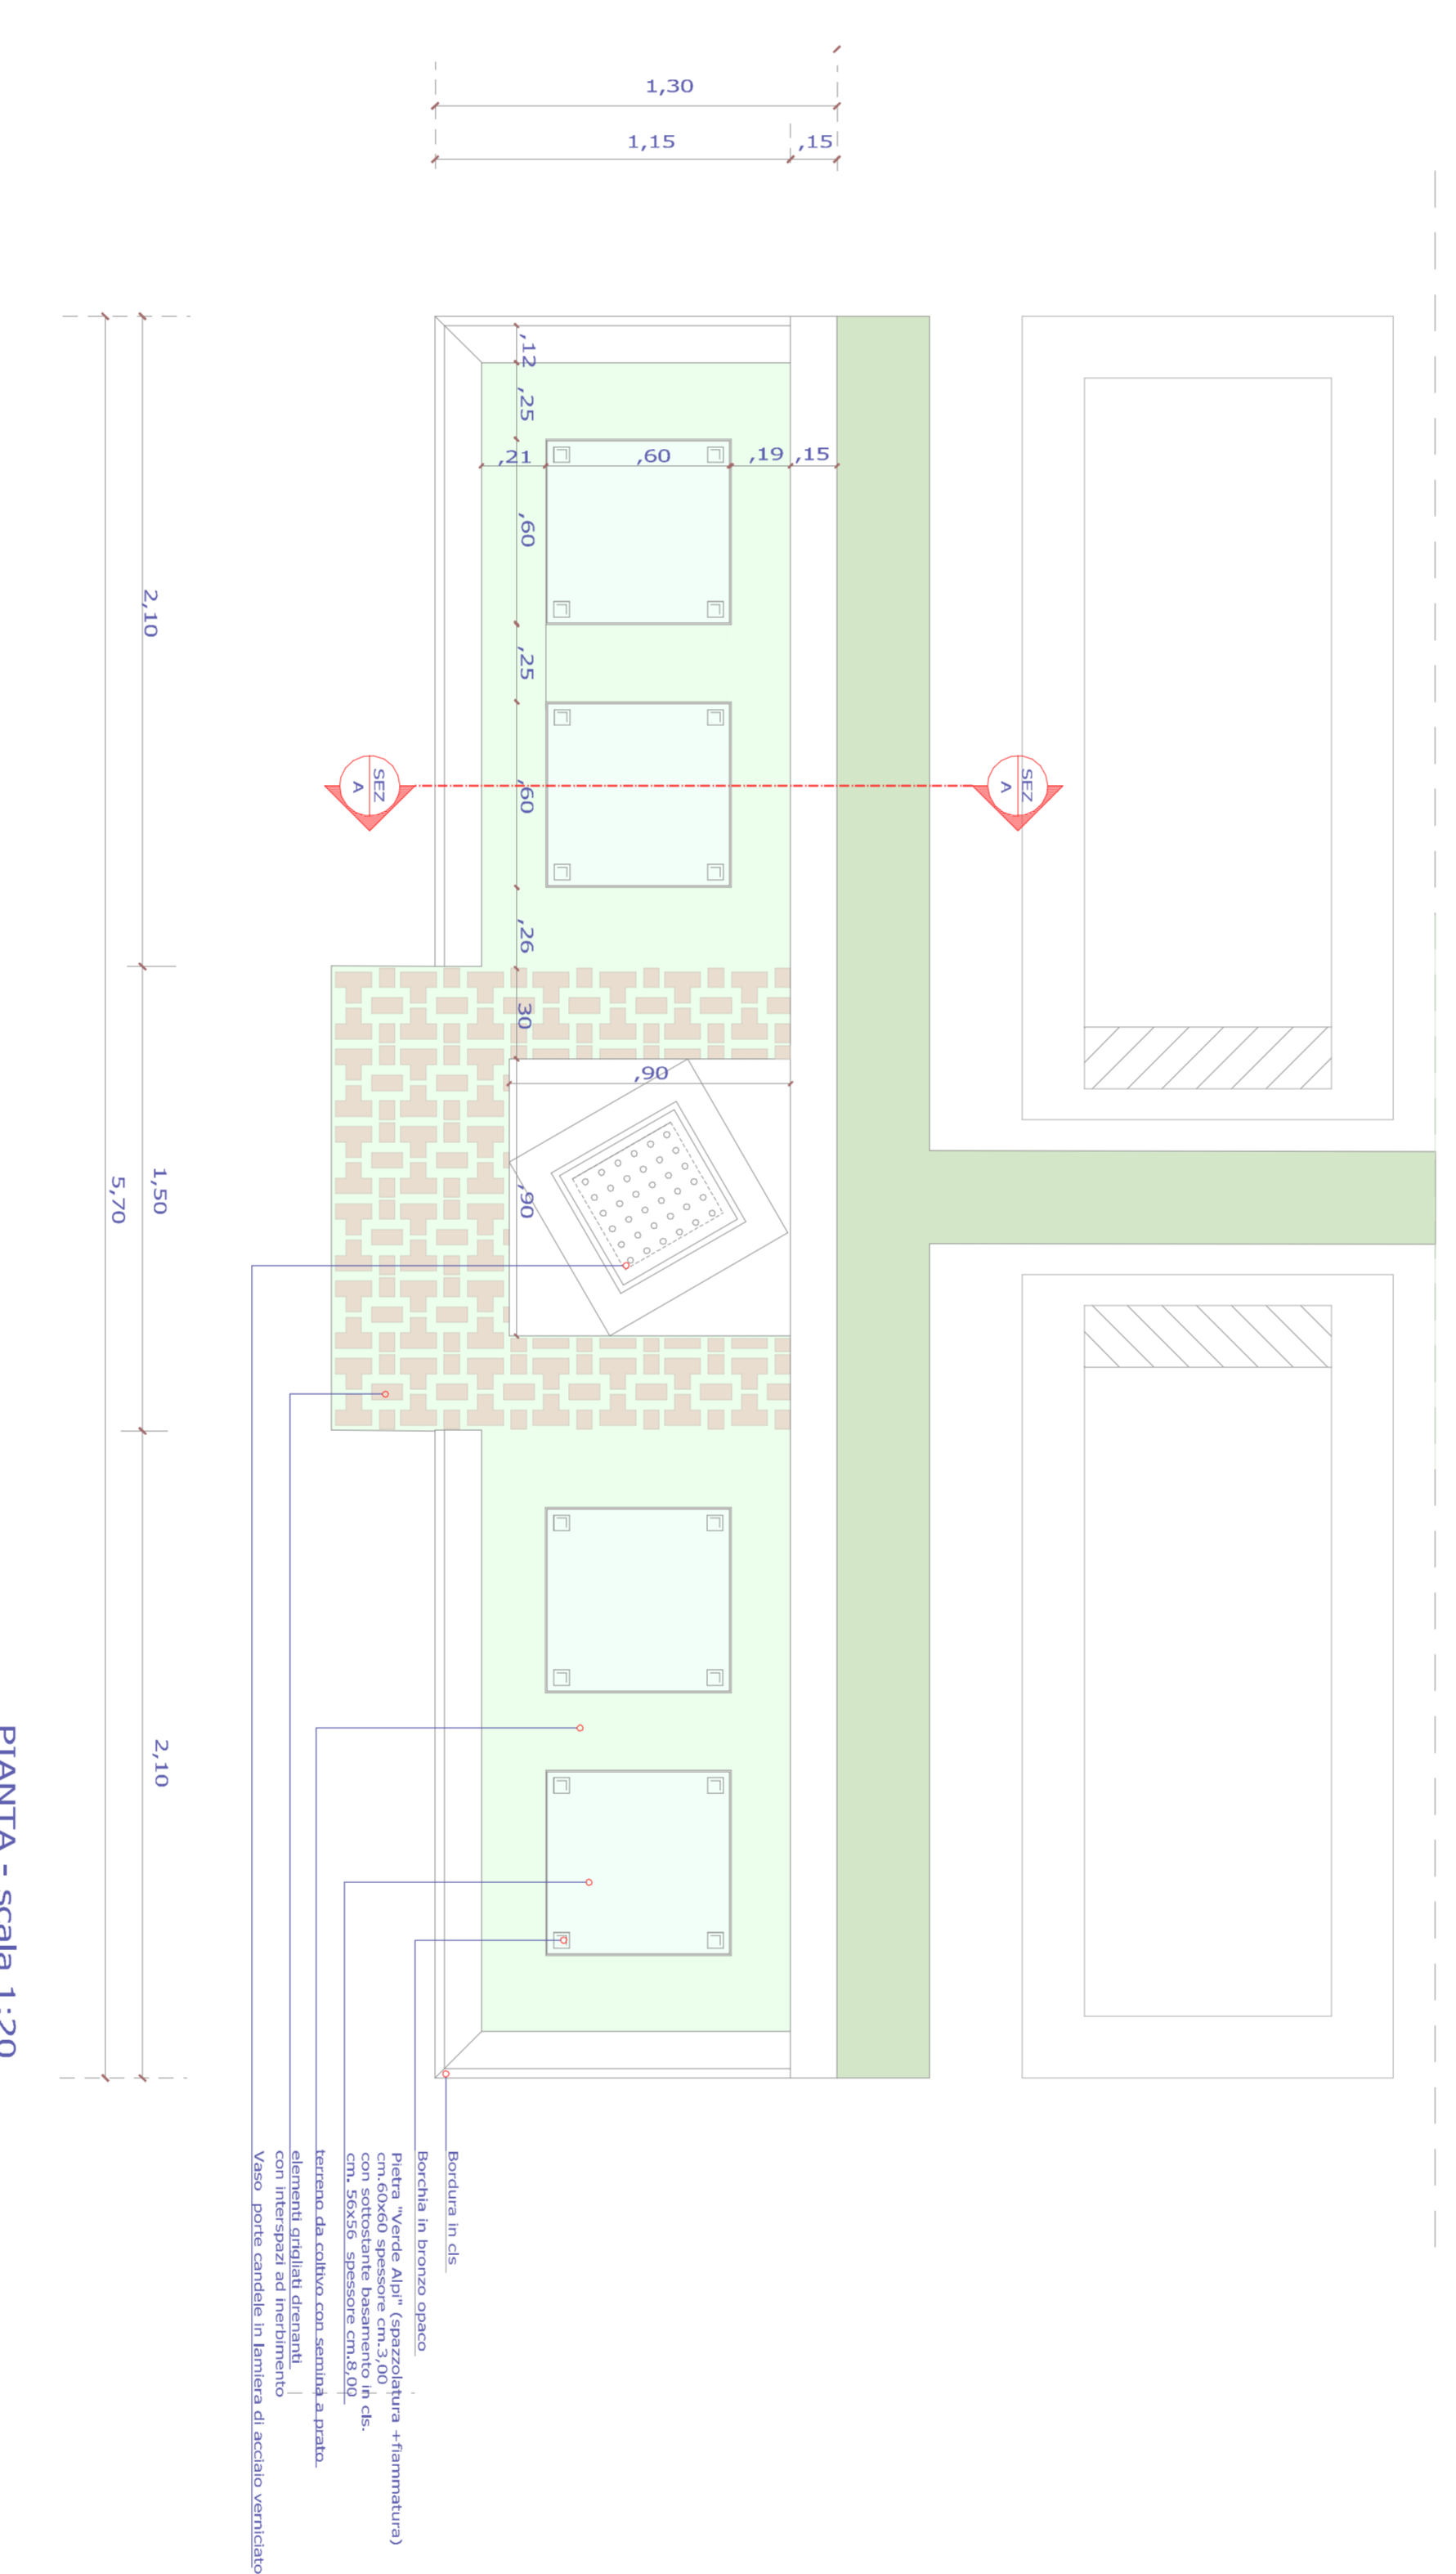 1,30
1,15
,15
,12
,25
,21
,60
,19
,15
,60
,25
2,10
SEZ
A
SEZ
A
,60
,26
30
,90
,90
1,50
5,70
2,10
PIANTA - scala 1:20
Bordura in cls
Borchia in bronzo opaco
Pietra "Verde Alpi" (spazzolatura +fiammatura)
cm.60x60 spessore cm.3,00
con sottostante basamento in cls.
cm. 56x56 spessore cm.8,00
terreno da coltivo con semina a prato
elementi grigliati drenanti
con interspazi ad inerbimento
Vaso porte candele in lamiera di acciaio verniciato